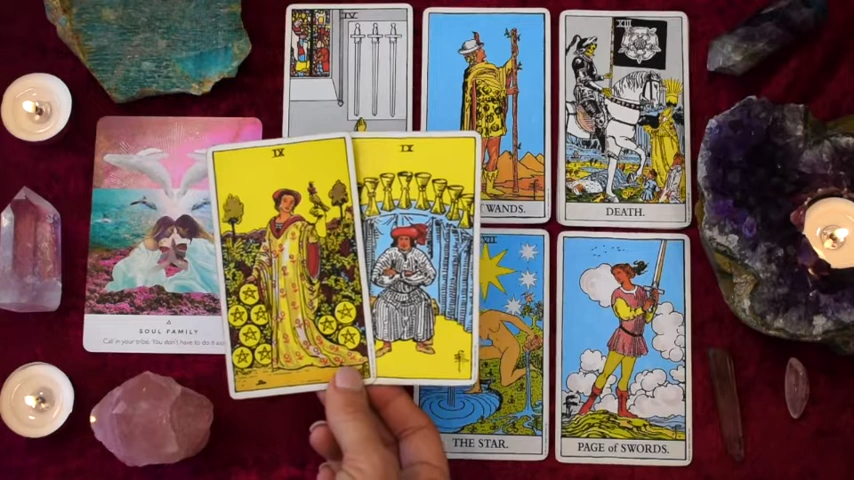 IV
T WANDS.
XIII
DEATH.
IX
IX
SOUL FAMILY
Call in your tribe. You don't have to do it
VII
THE STAR.
PAGE of SWORDS.